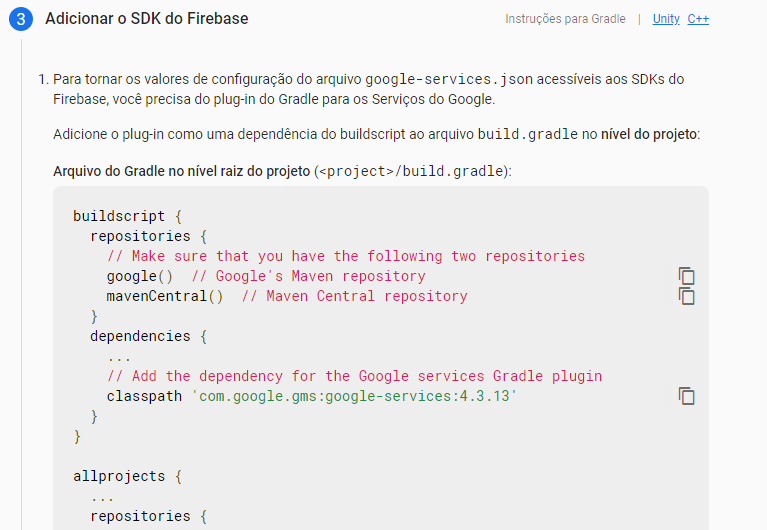 3 Adicionar o SDK do Firebase Instruções para Gradle | Unity C++
1. Para tornar os valores de configuração do arquivo google-services.json acessíveis aos SDKs do
Firebase, você precisa do plug-in do Gradle para os Serviços do Google.
Adicione o plug-in como uma dependência do buildscript ao arquivo build.gradle no nível do projeto:
Arquivo do Gradle no nível raiz do projeto (<project>/build.gradle):
buildscript {
  repositories {
    // Make sure that you have the following two repositories
    google()  // Google's Maven repository
    mavenCentral()  // Maven Central repository
  }
  dependencies {
    ...
    // Add the dependency for the Google services Gradle plugin
    classpath 'com.google.gms:google-services:4.3.13'
  }
}
allprojects {
  ...
  repositories {